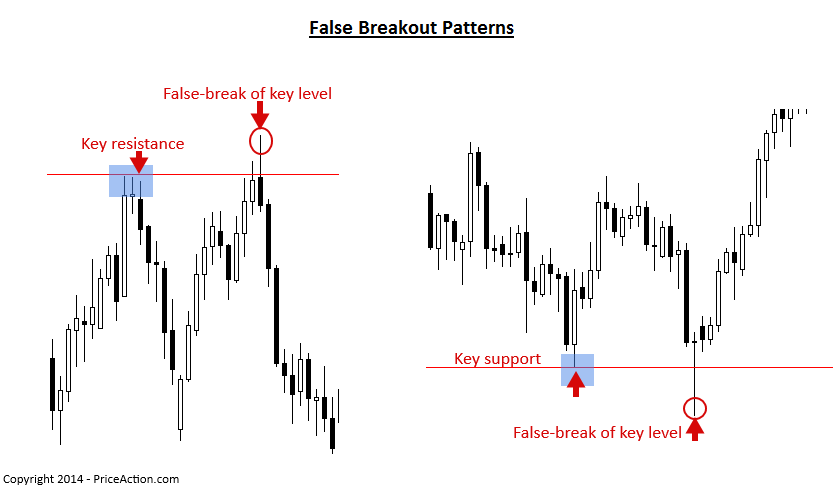 False Breakout Patterns
False-break of key level
Key resistance
Key support
False-break of key level
Copyright 2014 - PriceAction.com